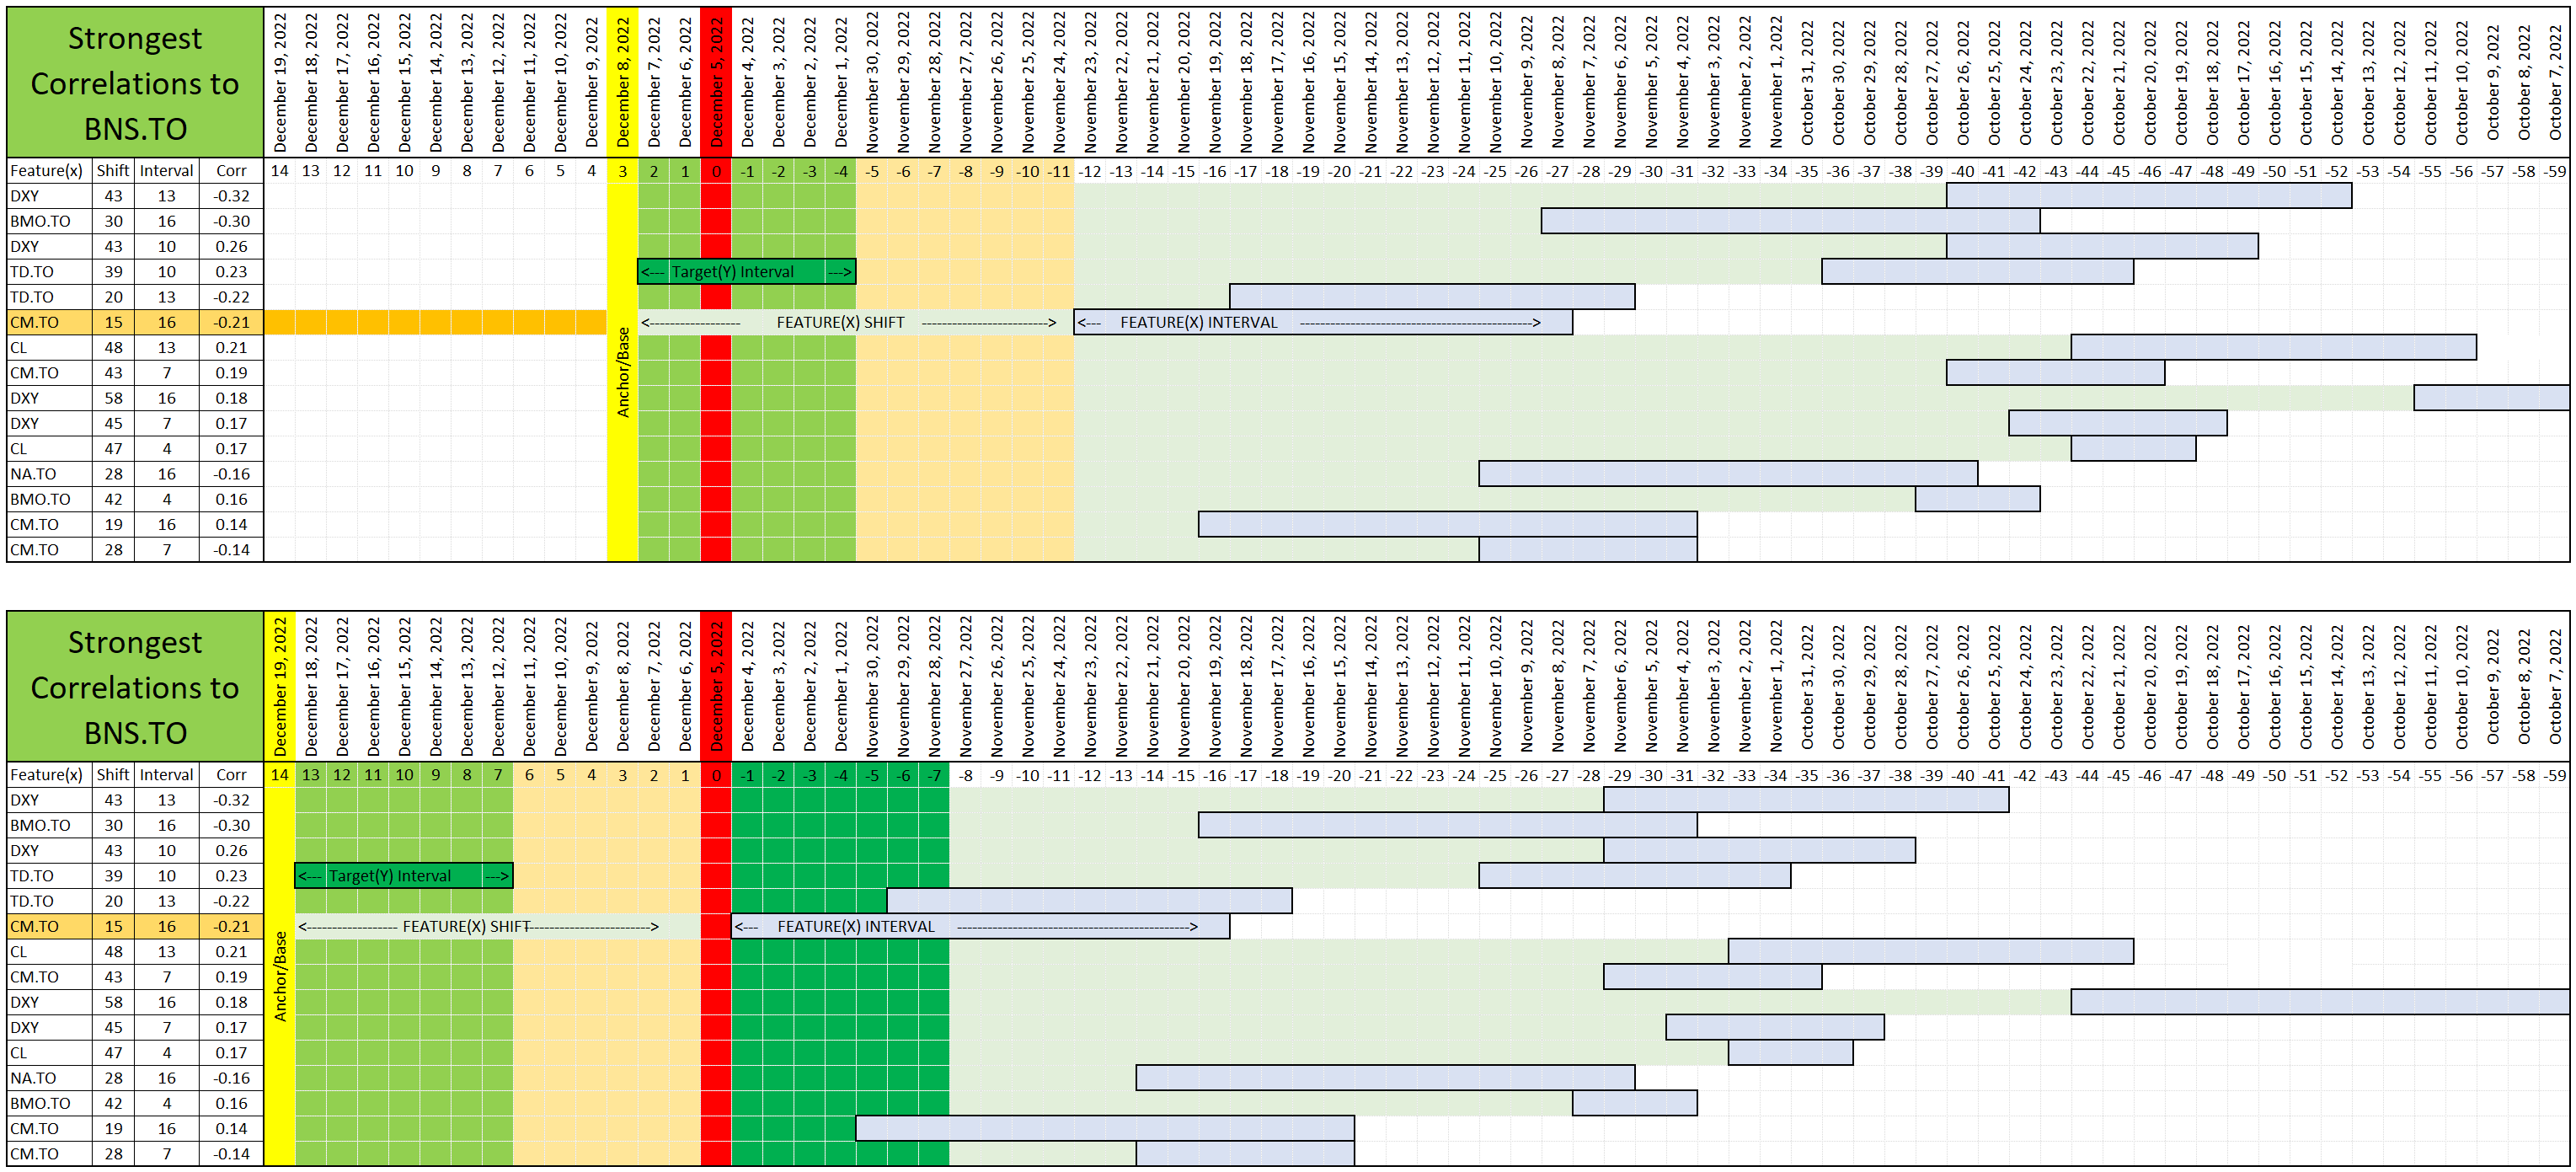 Strongest
Correlations to
BNS.TO
December 19, 2022 December 18, 2022 December 17, 2022 December 16, 2022 December 15, 2022 December 14, 2022 December 13, 2022 December 12, 2022 December 11, 2022 December 10, 2022 December 9, 2022 December 8, 2022 December 7, 2022 December 6, 2022 December 5, 2022 December 4, 2022 December 3, 2022 December 2, 2022 December 1, 2022 November 30, 2022 November 29, 2022 November 28, 2022 November 27, 2022 November 26, 2022 November 25, 2022 November 24, 2022 November 23, 2022 November 22, 2022 November 21, 2022 November 20, 2022 November 19, 2022 November 18, 2022 November 17, 2022 November 16, 2022 November 15, 2022 November 14, 2022 November 13, 2022 November 12, 2022 November 11, 2022 November 10, 2022 November 9, 2022 November 8, 2022 November 7, 2022 November 6, 2022 November 5, 2022 November 4, 2022 November 3, 2022 November 2, 2022 November 1, 2022 October 31, 2022 October 30, 2022 October 29, 2022 October 28, 2022 October 27, 2022 October 26, 2022 October 25, 2022 October 24, 2022 October 23, 2022 October 22, 2022 October 21, 2022 October 20, 2022 October 19, 2022 October 18, 2022 October 17, 2022 October 16, 2022 October 15, 2022 October 14, 2022 October 13, 2022 October 12, 2022 October 11, 2022 October 10, 2022 October 9, 2022 October 8, 2022 October 7, 2022
Feature(x) Shift Interval Corr 14 13 12 11 10 9 8 7 6 5 4 3 2 1 0 -1 -2 -3 -4 -5 -6 -7 -8 -9 -10 -11 -12 -13 -14 -15 -16 -17 -18 -19 -20 -21 -22 -23 -24 -25 -26 -27 -28 -29 -30 -31 -32 -33 -34 -35 -36 -37 -38 -39 -40 -41 -42 -43 -44 -45 -46 -47 -48 -49 -50 -51 -52 -53 -54 -55 -56 -57 -58 -59
DXY 43 13 -0.32
BMO.TO 30 16 -0.30
DXY 43 10 0.26
TD.TO 39 10 0.23 <--- Target(Y) Interval --->
TD.TO 20 13 -0.22
CM.TO 15 16 -0.21 <------------------- FEATURE(X) SHIFT -------------------------> <--- FEATURE(X) INTERVAL ----------------------------------------------->
CL 48 13 0.21
CM.TO 43 7 0.19
DXY 58 16 0.18
DXY 45 7 0.17
CL 47 4 0.17
NA.TO 28 16 -0.16
BMO.TO 42 4 0.16
CM.TO 19 16 0.14
CM.TO 28 7 -0.14
Anchor/Base
Strongest
Correlations to
BNS.TO
December 19, 2022 December 18, 2022 December 17, 2022 December 16, 2022 December 15, 2022 December 14, 2022 December 13, 2022 December 12, 2022 December 11, 2022 December 10, 2022 December 9, 2022 December 8, 2022 December 7, 2022 December 6, 2022 December 5, 2022 December 4, 2022 December 3, 2022 December 2, 2022 December 1, 2022 November 30, 2022 November 29, 2022 November 28, 2022 November 27, 2022 November 26, 2022 November 25, 2022 November 24, 2022 November 23, 2022 November 22, 2022 November 21, 2022 November 20, 2022 November 19, 2022 November 18, 2022 November 17, 2022 November 16, 2022 November 15, 2022 November 14, 2022 November 13, 2022 November 12, 2022 November 11, 2022 November 10, 2022 November 9, 2022 November 8, 2022 November 7, 2022 November 6, 2022 November 5, 2022 November 4, 2022 November 3, 2022 November 2, 2022 November 1, 2022 October 31, 2022 October 30, 2022 October 29, 2022 October 28, 2022 October 27, 2022 October 26, 2022 October 25, 2022 October 24, 2022 October 23, 2022 October 22, 2022 October 21, 2022 October 20, 2022 October 19, 2022 October 18, 2022 October 17, 2022 October 16, 2022 October 15, 2022 October 14, 2022 October 13, 2022 October 12, 2022 October 11, 2022 October 10, 2022 October 9, 2022 October 8, 2022 October 7, 2022
Feature(x) Shift Interval Corr 14 13 12 11 10 9 8 7 6 5 4 3 2 1 0 -1 -2 -3 -4 -5 -6 -7 -8 -9 -10 -11 -12 -13 -14 -15 -16 -17 -18 -19 -20 -21 -22 -23 -24 -25 -26 -27 -28 -29 -30 -31 -32 -33 -34 -35 -36 -37 -38 -39 -40 -41 -42 -43 -44 -45 -46 -47 -48 -49 -50 -51 -52 -53 -54 -55 -56 -57 -58 -59
DXY 43 13 -0.32
BMO.TO 30 16 -0.30
DXY 43 10 0.26
TD.TO 39 10 0.23 <--- Target(Y) Interval --->
TD.TO 20 13 -0.22
CM.TO 15 16 -0.21 <------------------ FEATURE(X) SHIFT -------------------------> <--- FEATURE(X) INTERVAL ----------------------------------------------->
CL 48 13 0.21
CM.TO 43 7 0.19
DXY 58 16 0.18
DXY 45 7 0.17
CL 47 4 0.17
NA.TO 28 16 -0.16
BMO.TO 42 4 0.16
CM.TO 19 16 0.14
CM.TO 28 7 -0.14
Anchor/Base